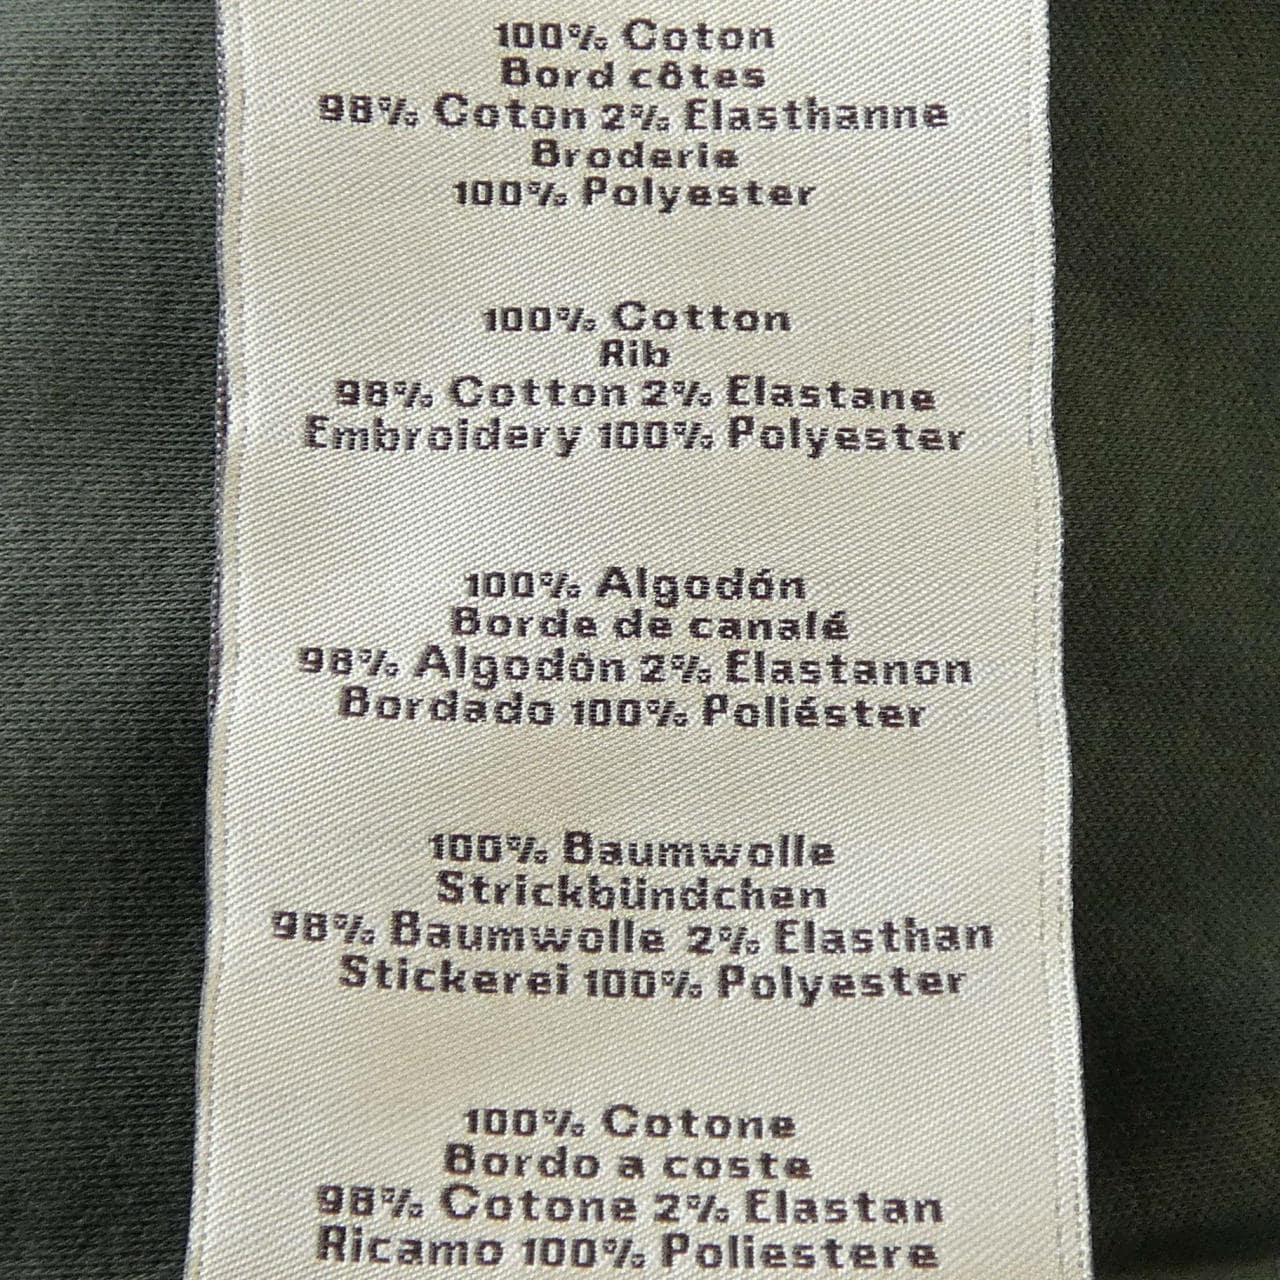 100% Coton
Bord côtes
98% Coton 2% Elasthanne
Broderie
100% Polyester
100% Cotton
Rib
98% Cotton 2% Elastane
Embroidery 100% Polyester
100% Algodón
Borde de canalé
98% Algodón 2% Elastanon
Bordado 100% Poliéster
100% Baumwolle
Strickbündchen
98% Baumwolle 2% Elasthan
Stickerei 100% Polyester
100% Cotone
Bordo a coste
98% Cotone 2% Elastan
Ricamo 100% Poliestere